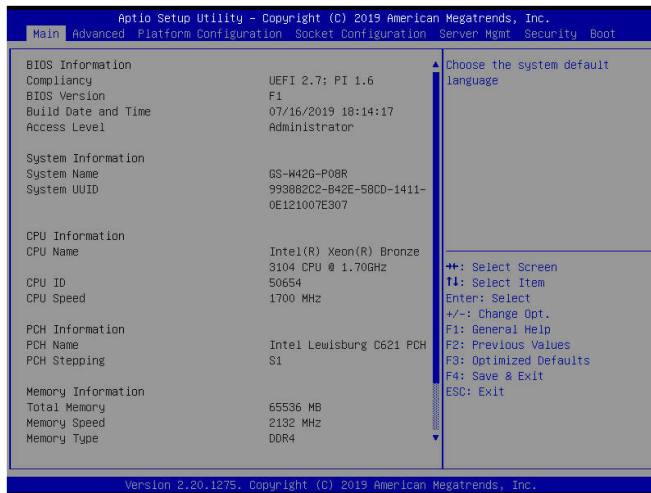 Aptio Setup Utility – Copyright (C) 2019 American Megatrends, Inc.
Main Advanced Platform Configuration Socket Configuration Server Mgmt Security Boot
BIOS Information
Compliancy UEFI 2.7; PI 1.6
BIOS Version F1
Build Date and Time 07/16/2019 18:14:17
Access Level Administrator
System Information
System Name GS-W42G-P08R
System UUID 993882C2-B42E-58CD-1411-
0E121007E307
CPU Information
CPU Name Intel(R) Xeon(R) Bronze
3104 CPU @ 1.70GHz
CPU ID 50654
CPU Speed 1700 MHz
PCH Information
PCH Name Intel Lewisburg C621 PCH
PCH Stepping S1
Memory Information
Total Memory 65536 MB
Memory Speed 2132 MHz
Memory Type DDR4
Choose the system default
language
→←: Select Screen
↑↓: Select Item
Enter: Select
+/-: Change Opt.
F1: General Help
F2: Previous Values
F3: Optimized Defaults
F4: Save & Exit
ESC: Exit
Version 2.20.1275. Copyright (C) 2019 American Megatrends, Inc.